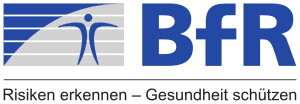 BfR
Risiken erkennen – Gesundheit schützen